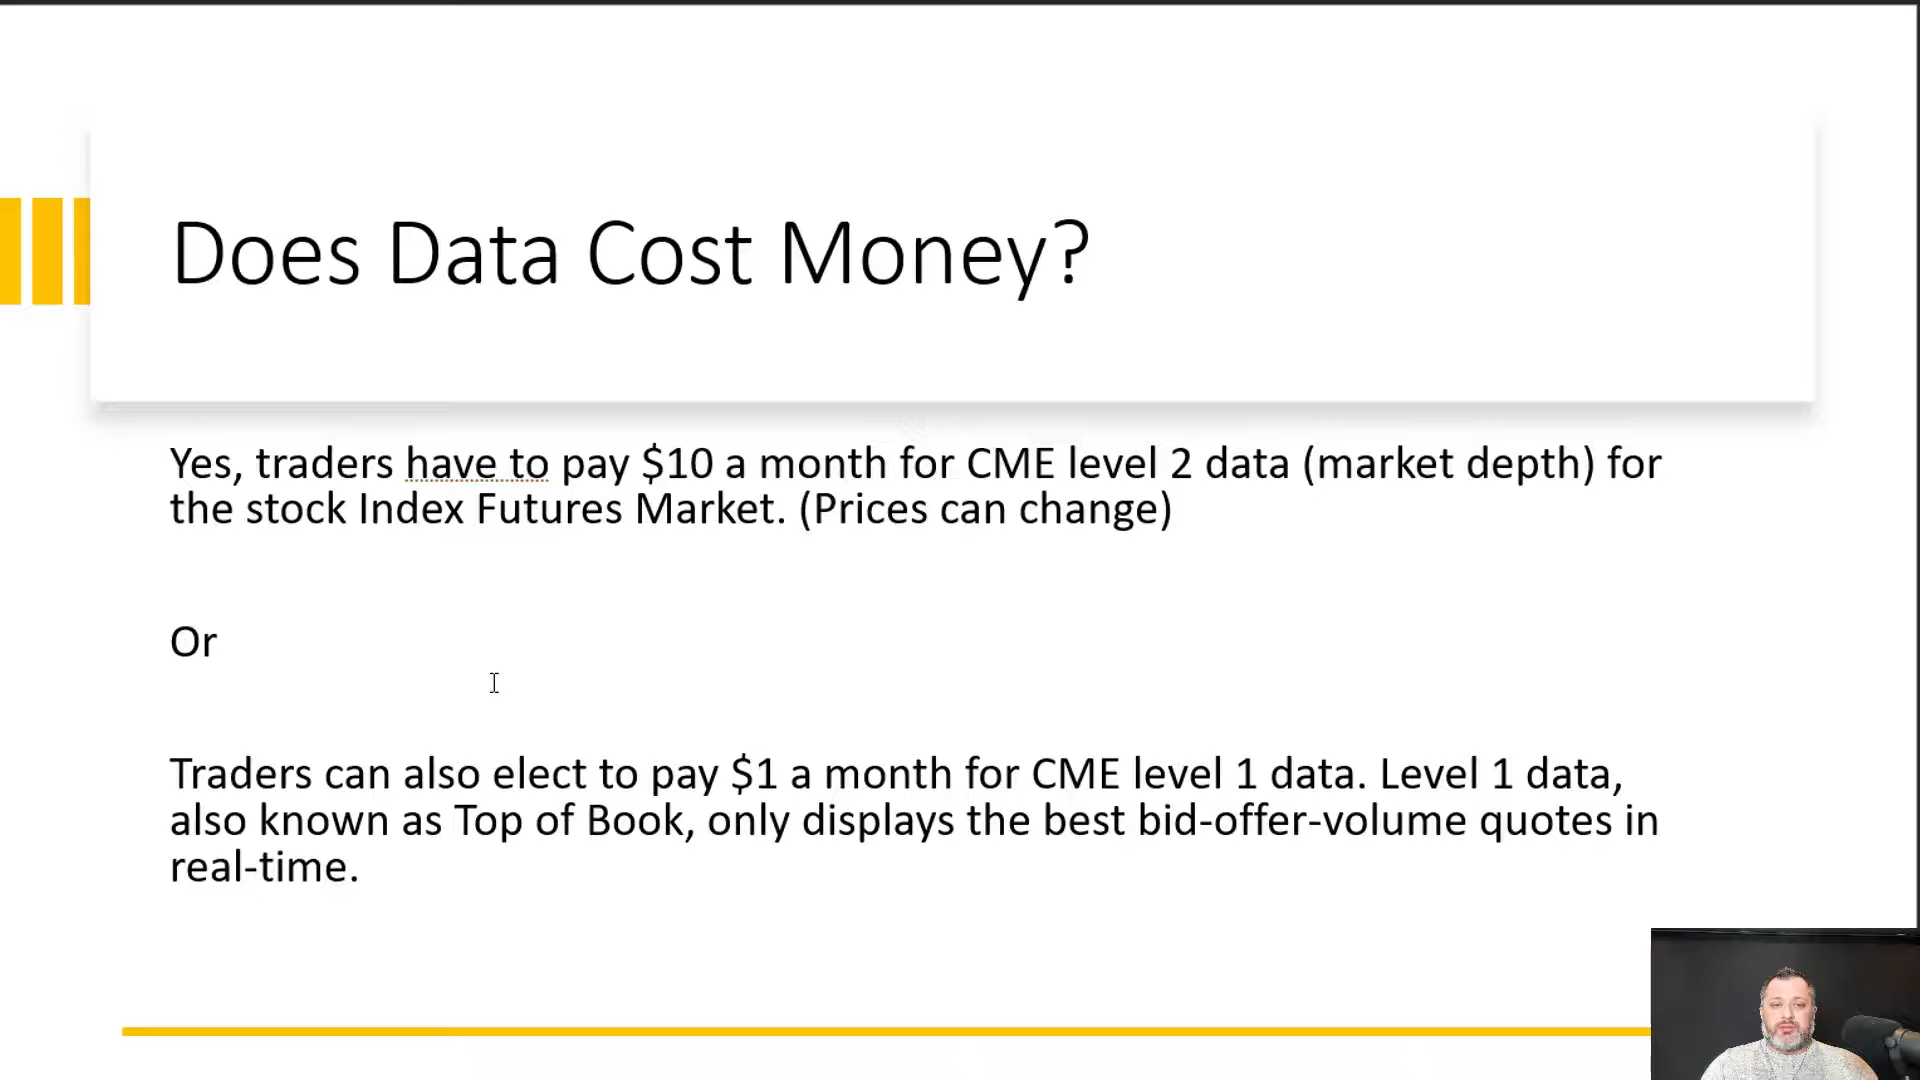 Does Data Cost Money?
Yes, traders have to pay $10 a month for CME level 2 data (market depth) for
the stock Index Futures Market. (Prices can change)
Or
Traders can also elect to pay $1 a month for CME level 1 data. Level 1 data,
also known as Top of Book, only displays the best bid-offer-volume quotes in
real-time.